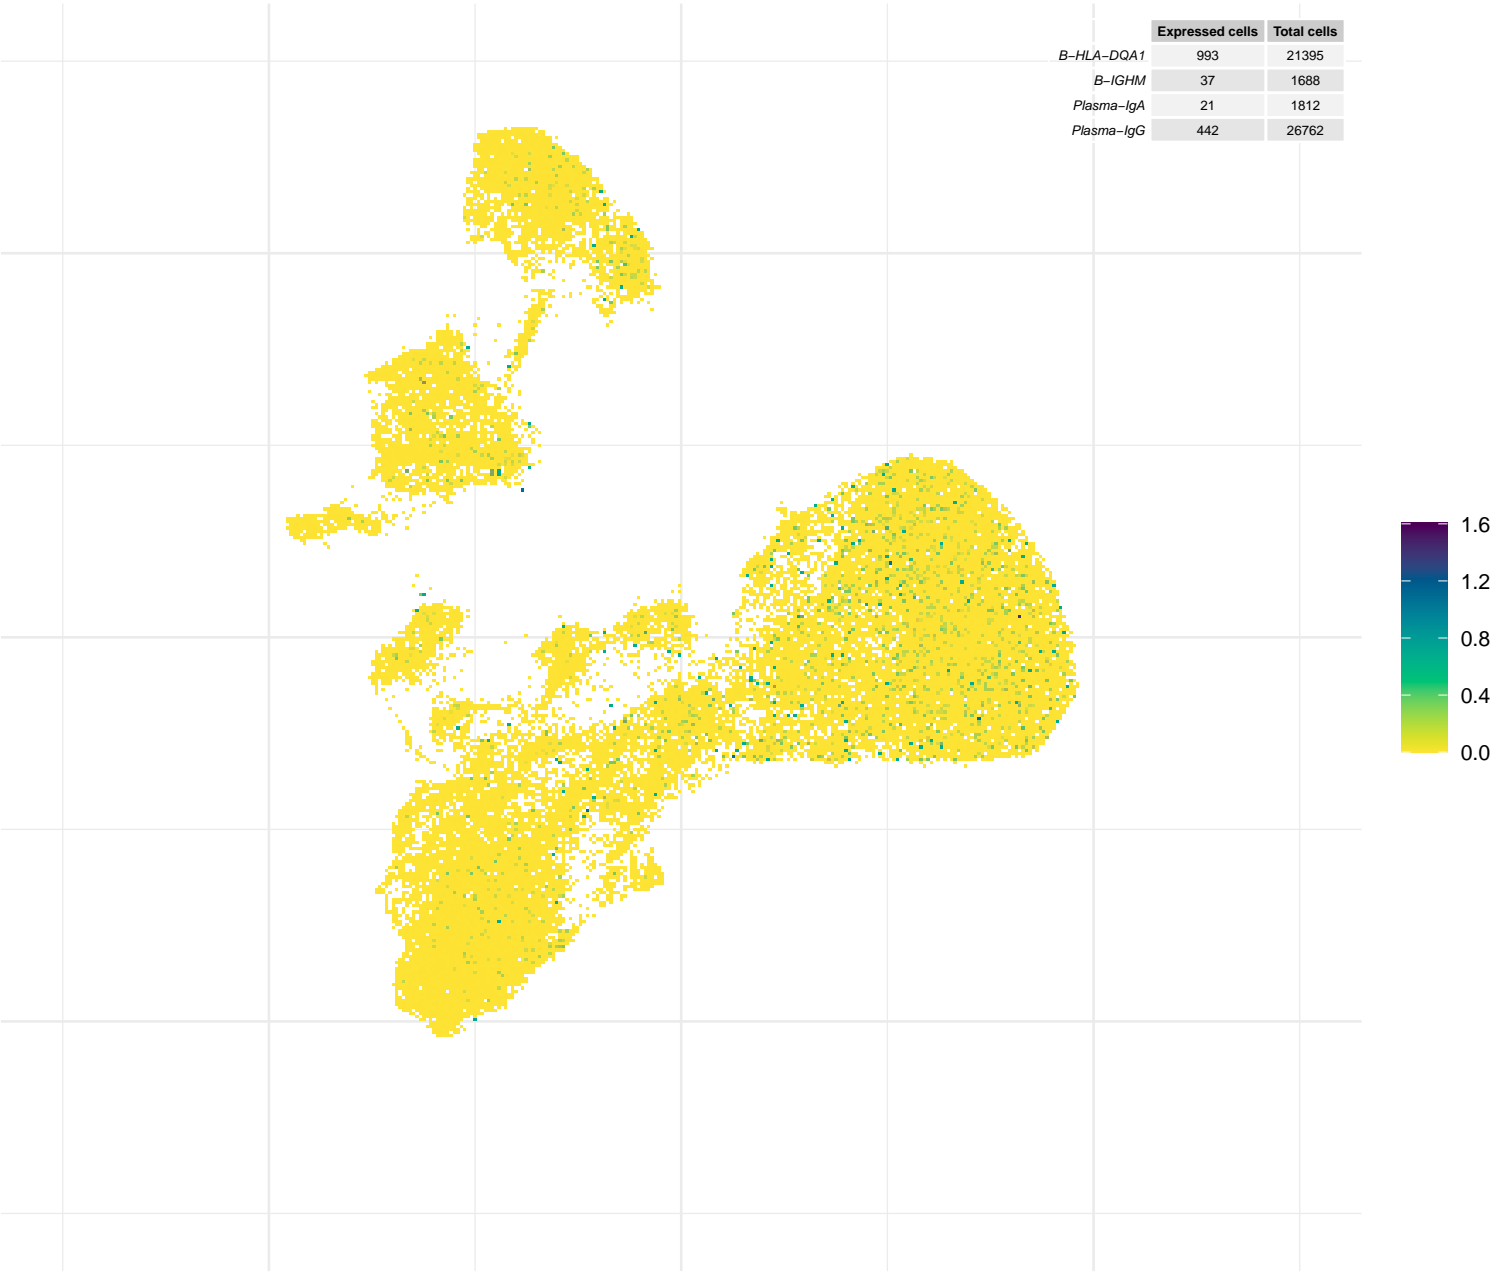 Expressed cells Total cells
B−HLA−DQA1 993 21395
B−IGHM 37 1688
Plasma−IgA 21 1812
Plasma−IgG 442 26762
1.6
1.2
0.8
0.4
0.0